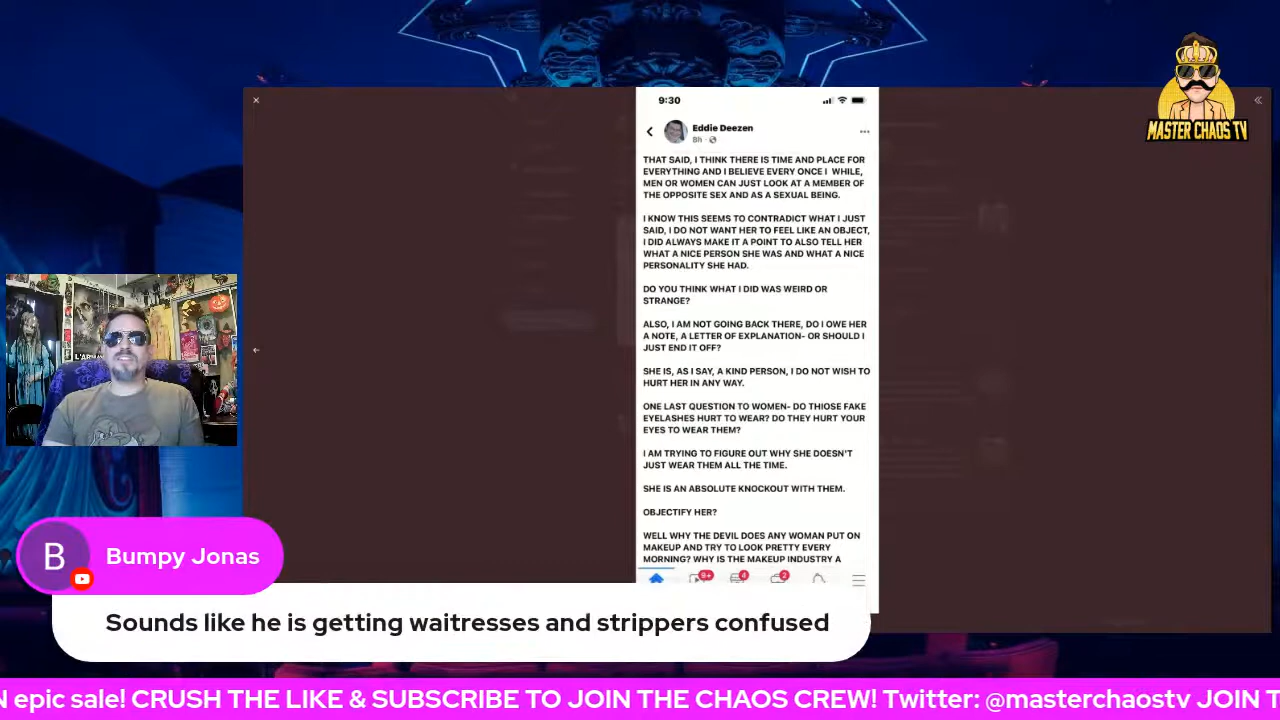 9:30
Eddie Deezen
8h
THAT SAID, I THINK THERE IS TIME AND PLACE FOR
EVERYTHING AND I BELIEVE EVERY ONCE I WHILE,
MEN OR WOMEN CAN JUST LOOK AT A MEMBER OF
THE OPPOSITE SEX AND AS A SEXUAL BEING.
I KNOW THIS SEEMS TO CONTRADICT WHAT I JUST
SAID, I DO NOT WANT HER TO FEEL LIKE AN OBJECT,
I DID ALWAYS MAKE IT A POINT TO ALSO TELL HER
WHAT A NICE PERSON SHE WAS AND WHAT A NICE
PERSONALITY SHE HAD.
DO YOU THINK WHAT I DID WAS WEIRD OR
STRANGE?
ALSO, I AM NOT GOING BACK THERE, DO I OWE HER
A NOTE, A LETTER OF EXPLANATION- OR SHOULD I
JUST END IT OFF?
SHE IS, AS I SAY, A KIND PERSON, I DO NOT WISH TO
HURT HER IN ANY WAY.
ONE LAST QUESTION TO WOMEN- DO THIOSE FAKE
EYELASHES HURT TO WEAR? DO THEY HURT YOUR
EYES TO WEAR THEM?
I AM TRYING TO FIGURE OUT WHY SHE DOESN'T
JUST WEAR THEM ALL THE TIME.
SHE IS AN ABSOLUTE KNOCKOUT WITH THEM.
OBJECTIFY HER?
WELL WHY THE DEVIL DOES ANY WOMAN PUT ON
MAKEUP AND TRY TO LOOK PRETTY EVERY
MORNING? WHY IS THE MAKEUP INDUSTRY A
9+ 4 2
MASTER CHAOS TV
B Bumpy Jonas
Sounds like he is getting waitresses and strippers confused
N epic sale! CRUSH THE LIKE & SUBSCRIBE TO JOIN THE CHAOS CREW! Twitter: @masterchaostv JOIN T